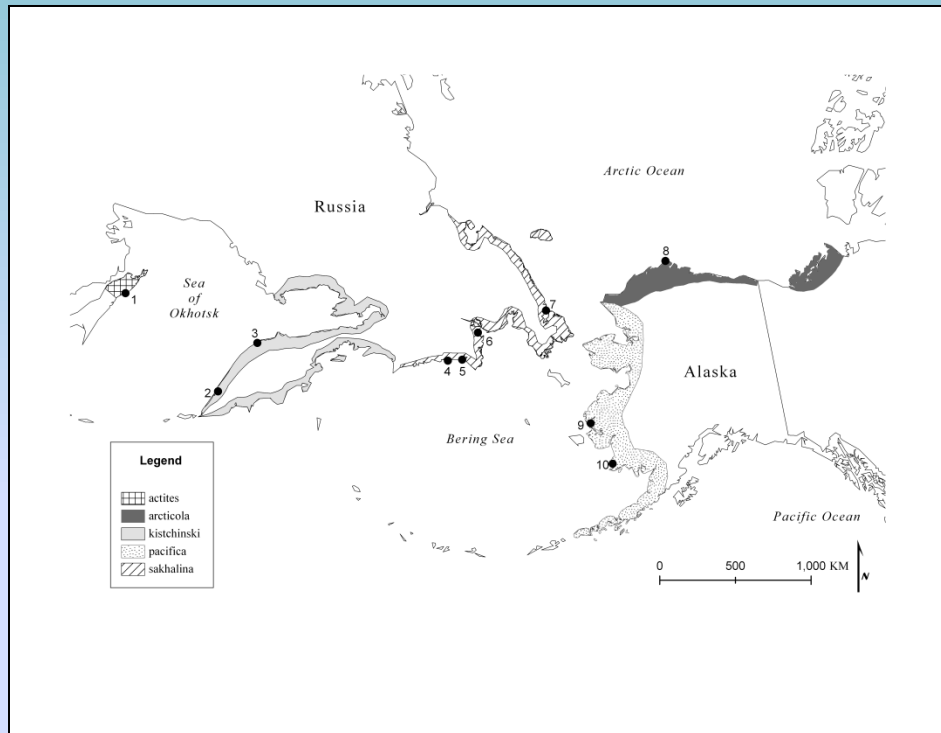 Arctic Ocean
Russia
8
Sea
of
Okhotsk
1
7
3
6
4
5
Alaska
2
9
Bering Sea
10
Legend
actites
arcticola
kistchinski
pacifica
sakhalina
Pacific Ocean
0
500
1,000 KM
N